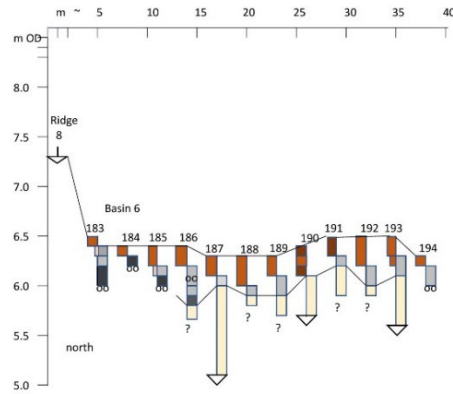 m ~ 5 10 15 20 25 30 35 40
m OD
8.0
Ridge
8
7.5
7.0
Basin 6
6.5
183 184 185 186 187 188 189 190 191 192 193 194
oo
6.0
oo oo oo oo
? ? ? ? ?
5.5
north
5.0